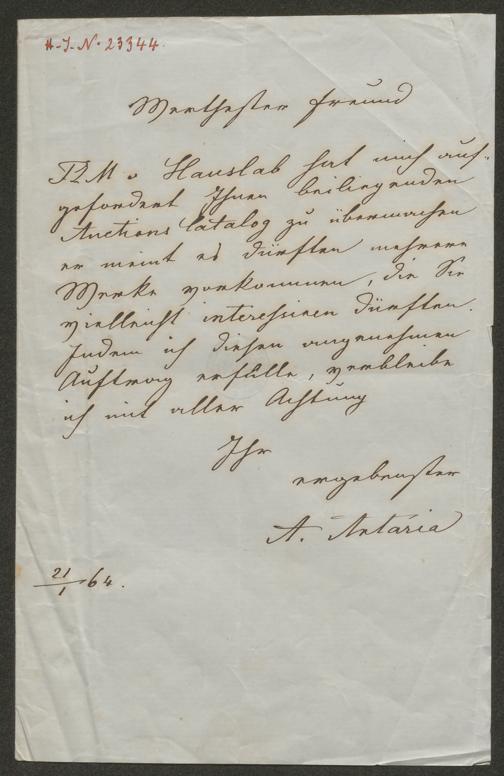 H.I.N. 23344.
Werthester Freund
FZM v Hauslab hat mich auf-
gefordert Ihnen beiliegenden
Auctions Catalog zu übermachen
er meint es dürften mehrere
Werke vorkommen, die Sie
vielleicht interessiren dürften.
Indem ich diesen angenehmen
Auftrag erfülle, verbleibe
ich mit aller Achtung
Ihr
ergebenster
A. Artaria
21/1 64.